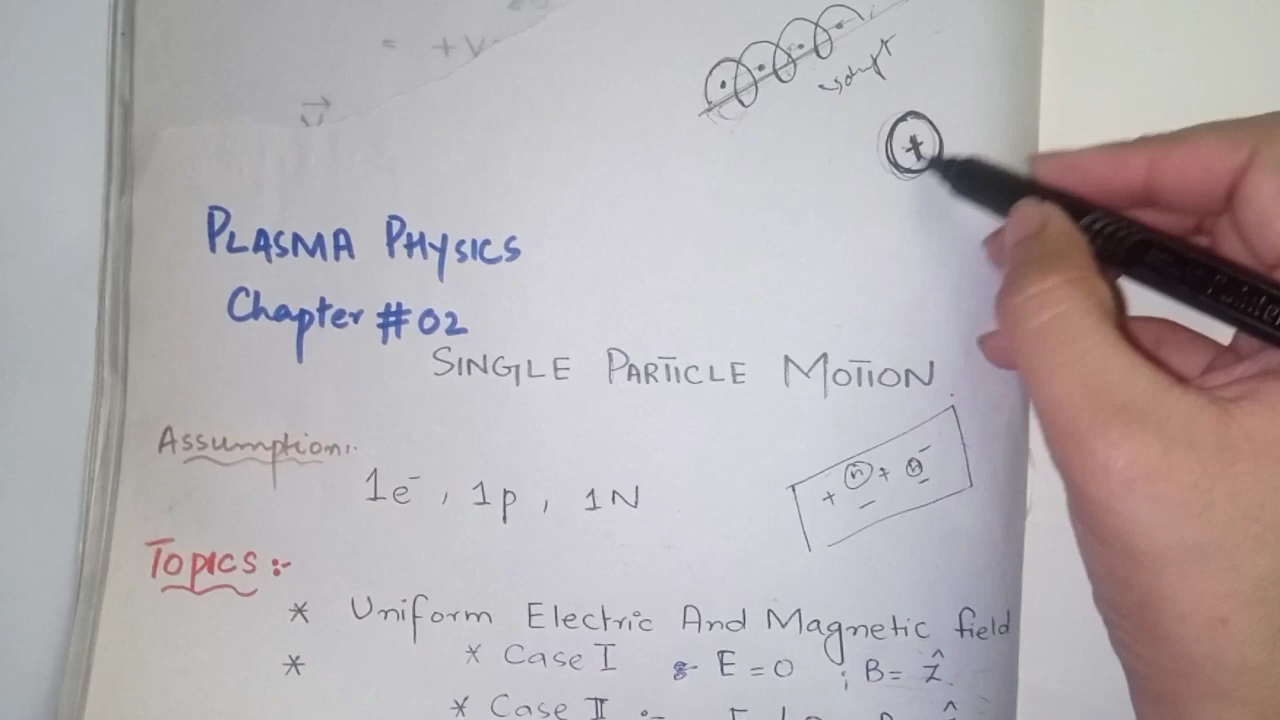 = + v
v⃗
+
PLASMA PHYSICS
Chapter #02
SINGLE PARTICLE MOTION
Assumption:-
1e⁻, 1p, 1N
+ n + n -
- -
TOPICS :-
* Uniform Electric And Magnetic field
* * Case I :- E=0 ; B= ẑ
* Case II :-